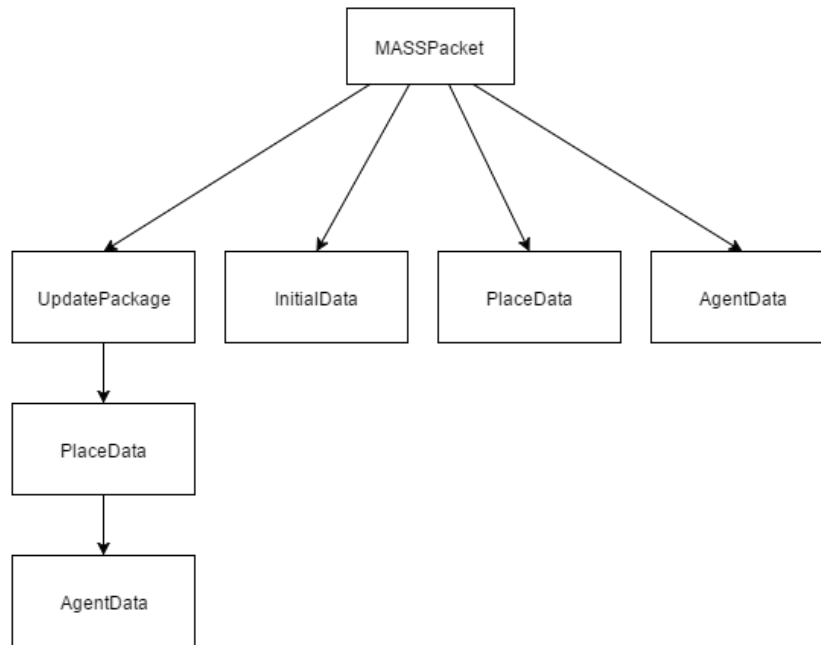 MASSPacket
UpdatePackage
InitialData
PlaceData
AgentData
PlaceData
AgentData